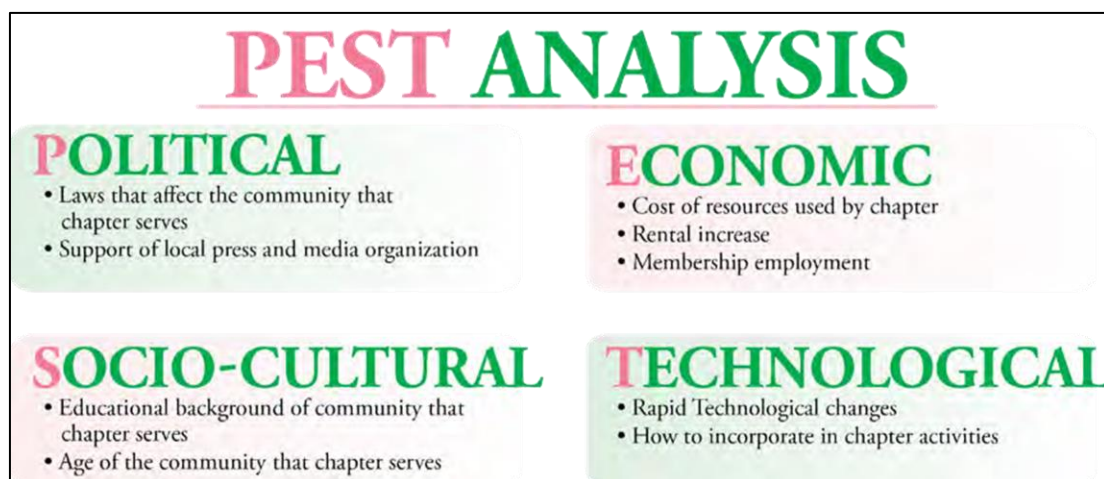 PEST ANALYSIS
POLITICAL
• Laws that affect the community that
chapter serves
• Support of local press and media organization
ECONOMIC
• Cost of resources used by chapter
• Rental increase
• Membership employment
SOCIO-CULTURAL
• Educational background of community that
chapter serves
• Age of the community that chapter serves
TECHNOLOGICAL
• Rapid Technological changes
• How to incorporate in chapter activities